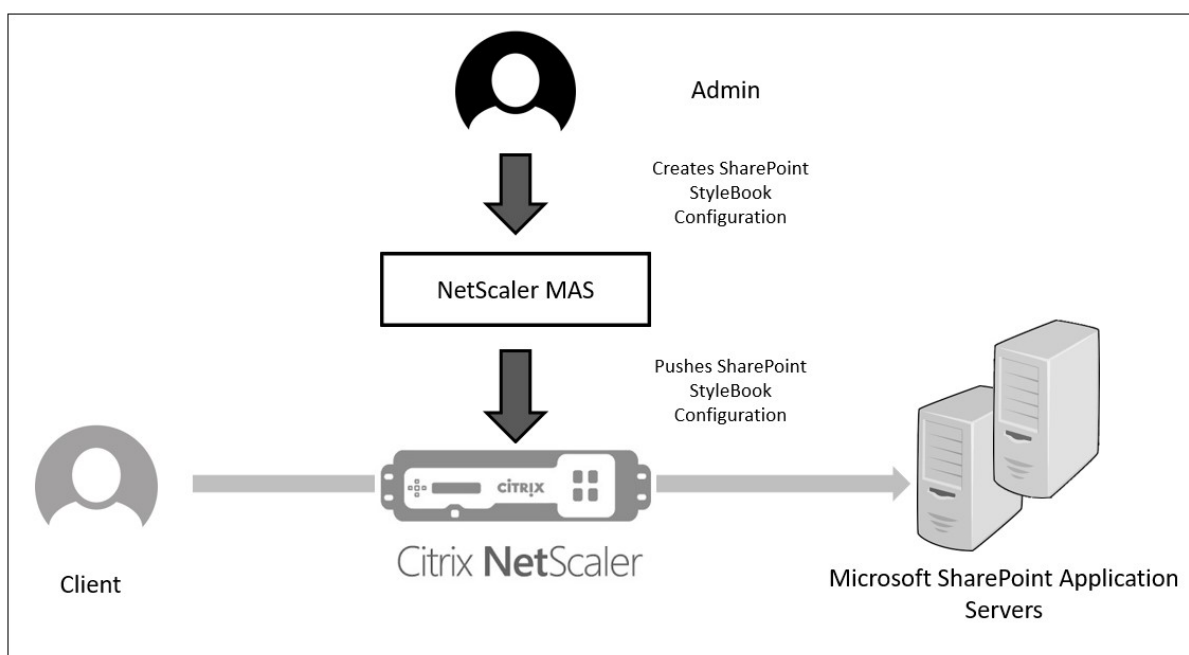 Admin
Creates SharePoint
StyleBook
Configuration
NetScaler MAS
Pushes SharePoint
StyleBook
Configuration
CITRIX
Citrix NetScaler
Client
Microsoft SharePoint Application
Servers